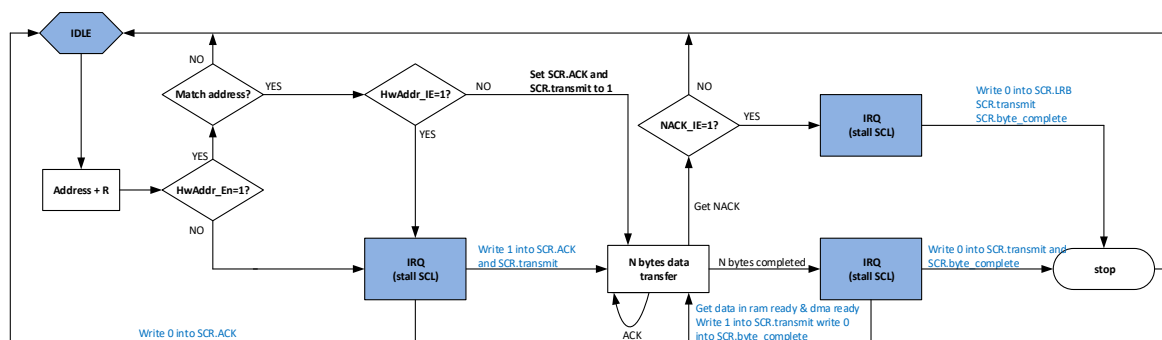 IDLE
NO
NO
Match address?
YES
HwAddr_IE=1?
NO
Set SCR.ACK and
SCR.transmit to 1
NACK_IE=1?
YES
IRQ
(stall SCL)
Write 0 into SCR.LRB
SCR.transmit
SCR.byte_complete
YES
YES
Address + R
HwAddr_En=1?
Get NACK
NO
IRQ
(stall SCL)
Write 1 into SCR.ACK
and SCR.transmit
N bytes data
transfer
N bytes completed
IRQ
(stall SCL)
Write 0 into SCR.transmit and
SCR.byte_complete
stop
Get data in ram ready & dma ready
Write 1 into SCR.transmit write 0
into SCR.byte_complete
Write 0 into SCR.ACK
ACK